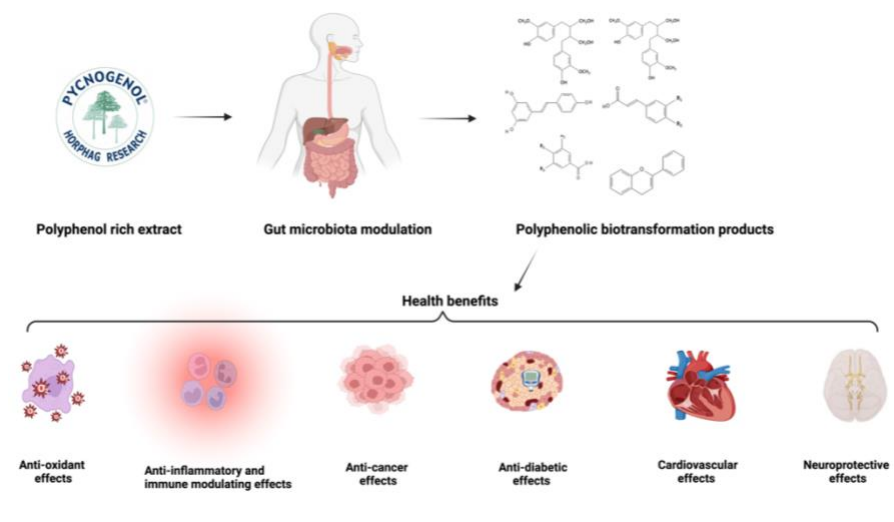 PYCNOGENOL®
HORPHAG RESEARCH
Polyphenol rich extract
Gut microbiota modulation
Polyphenolic biotransformation products
Health benefits
Anti-oxidant
effects
Anti-inflammatory and
immune modulating effects
Anti-cancer
effects
Anti-diabetic
effects
Cardiovascular
effects
Neuroprotective
effects